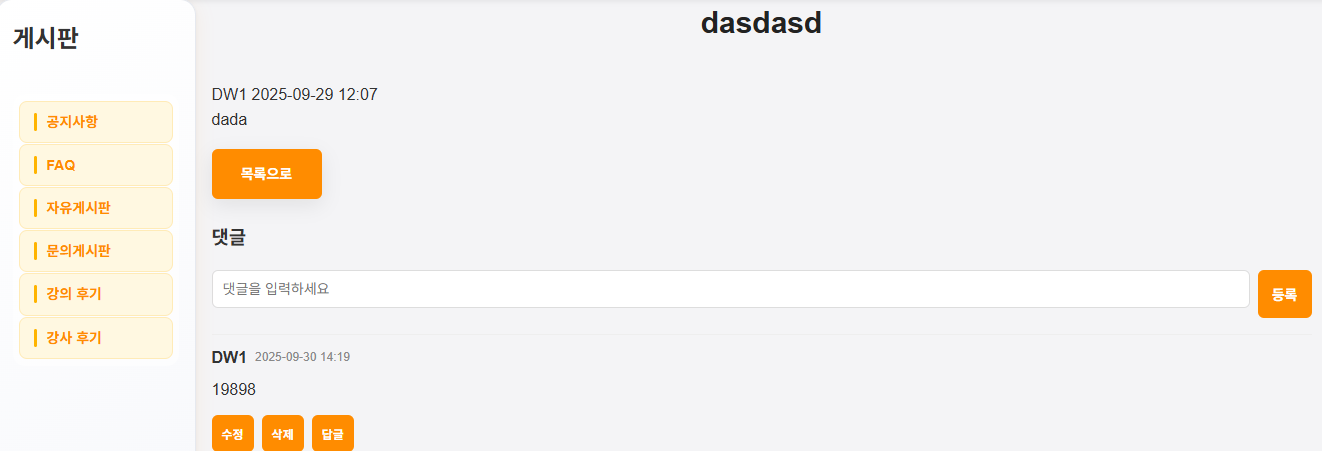 게시판
공지사항
FAQ
자유게시판
문의게시판
강의 후기
강사 후기
dasdasd
DW1 2025-09-29 12:07
dada
목록으로
댓글
댓글을 입력하세요
등록
DW1 2025-09-30 14:19
19898
수정 삭제 답글